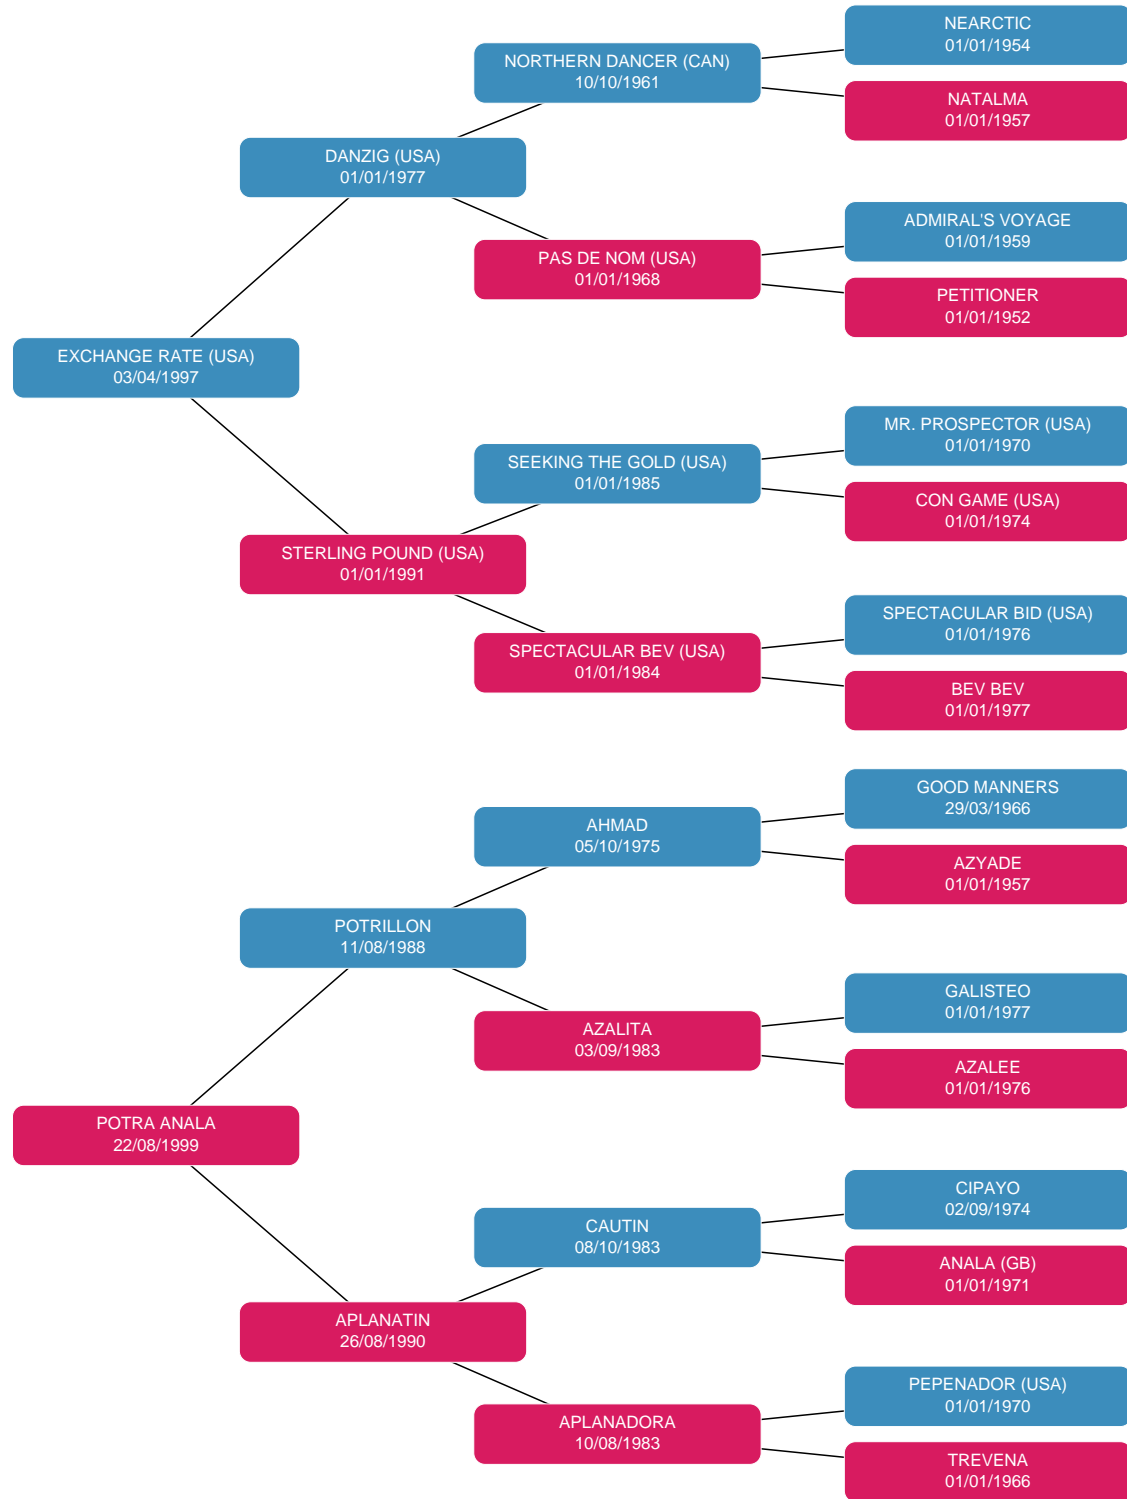 NEARCTIC
01/01/1954
NORTHERN DANCER (CAN)
10/10/1961
NATALMA
01/01/1957
DANZIG (USA)
01/01/1977
ADMIRAL'S VOYAGE
01/01/1959
PAS DE NOM (USA)
01/01/1968
PETITIONER
01/01/1952
EXCHANGE RATE (USA)
03/04/1997
MR. PROSPECTOR (USA)
01/01/1970
SEEKING THE GOLD (USA)
01/01/1985
CON GAME (USA)
01/01/1974
STERLING POUND (USA)
01/01/1991
SPECTACULAR BID (USA)
01/01/1976
SPECTACULAR BEV (USA)
01/01/1984
BEV BEV
01/01/1977
GOOD MANNERS
29/03/1966
AHMAD
05/10/1975
AZYADE
01/01/1957
POTRILLON
11/08/1988
GALISTEO
01/01/1977
AZALITA
03/09/1983
AZALEE
01/01/1976
POTRA ANALA
22/08/1999
CIPAYO
02/09/1974
CAUTIN
08/10/1983
ANALA (GB)
01/01/1971
APLANATIN
26/08/1990
PEPENADOR (USA)
01/01/1970
APLANADORA
10/08/1983
TREVENA
01/01/1966